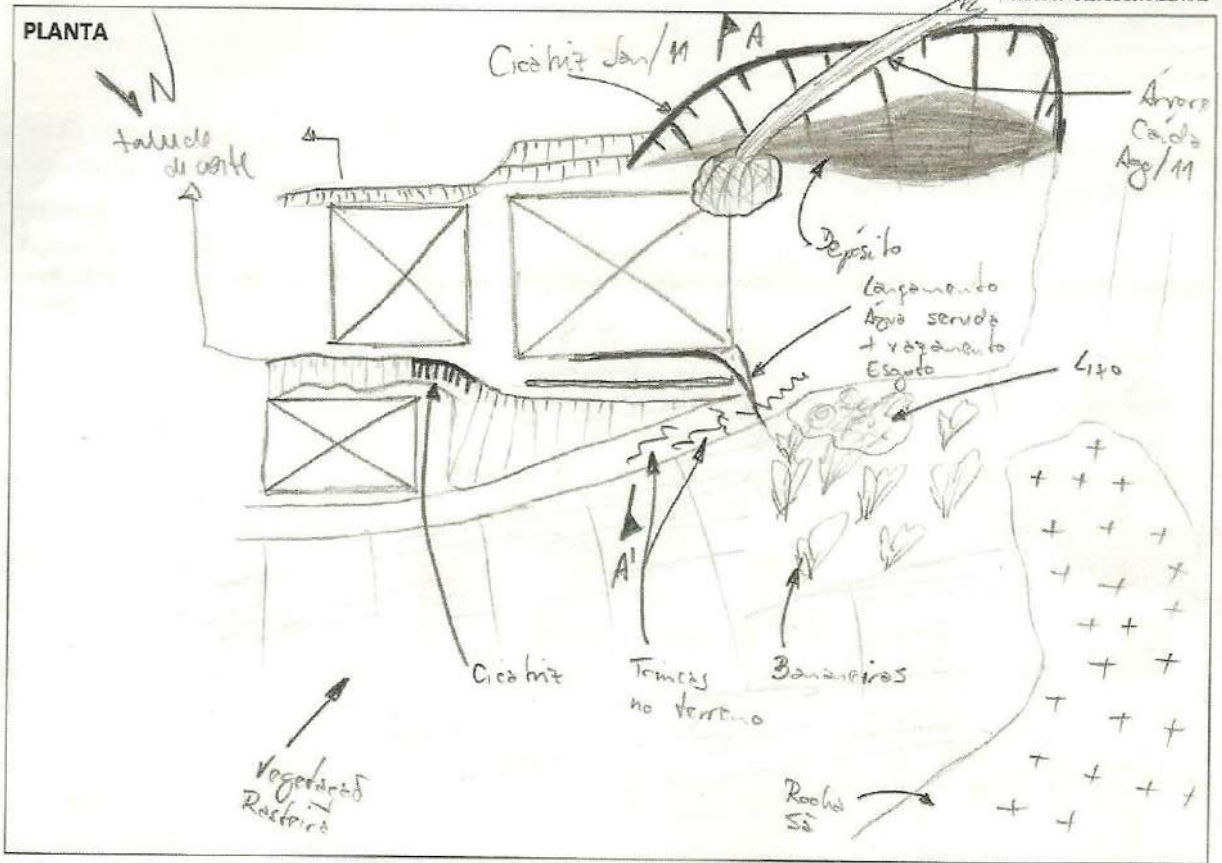 PLANTA
N
talude
de corte
Cicatriz Jan/11
A
Árvore
Caída
Ago/11
Depósito
Lançamento
Água servida
+ vazamento
Esgoto
Lixo
A'
Cicatriz
Trincas
no terreno
Bananeiras
Vegetação
Rasteira
Rocha
Sã